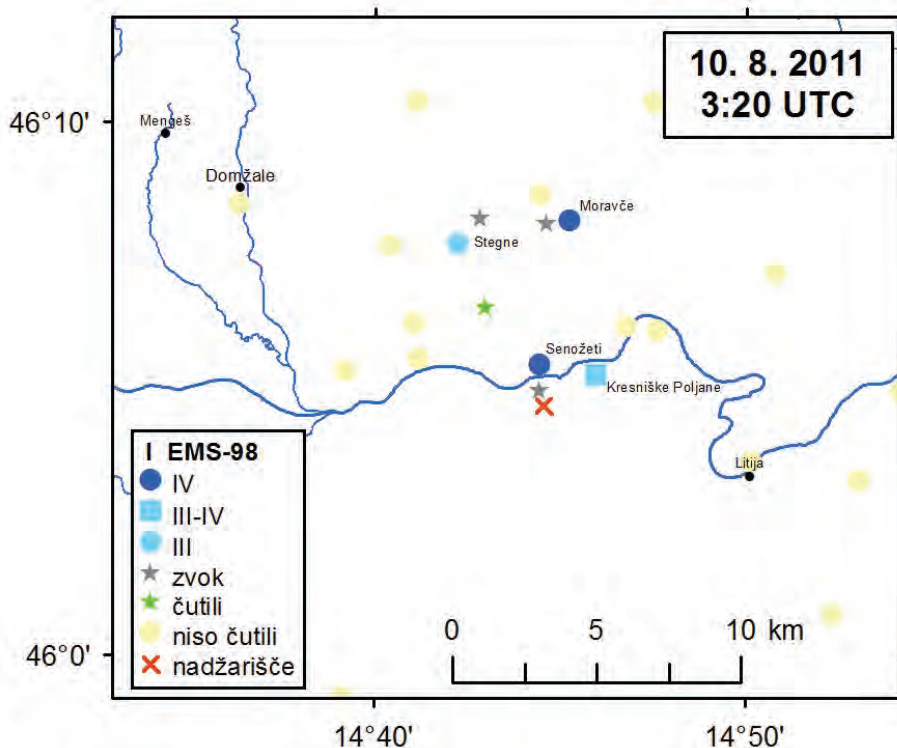 10. 8. 2011
3:20 UTC
46°10'
Mengeš
Domžale
Moravče
Stegne
Senožeti
Kresniške Poljane
Litija
I EMS-98
IV
III-IV
III
zvok
čutili
niso čutili
nadžarišče
0 5 10 km
46°0'
14°40' 14°50'